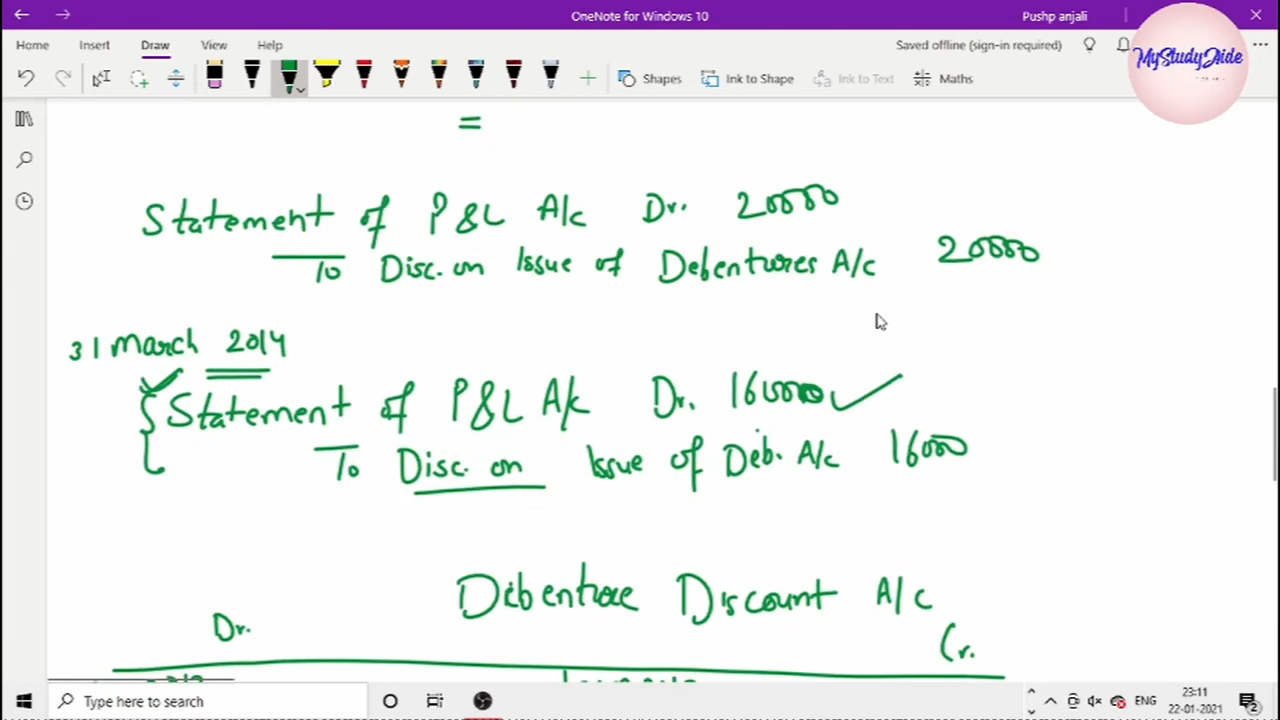 OneNote for Windows 10
Pushp anjali
Home Insert Draw View Help
Saved offline (sign-in required)
MyStudyAide
Shapes Ink to Shape Ink to Text Maths
=
Statement of P & L A/c Dr. 20000
To Disc. on Issue of Debentures A/c 20000
31 March 2014
Statement of P & L A/c Dr. 16000
To Disc. on Issue of Deb. A/c 16000
Debenture Discount A/c
Dr.
Cr.
Type here to search
ENG
23:11
22-01-2021
2